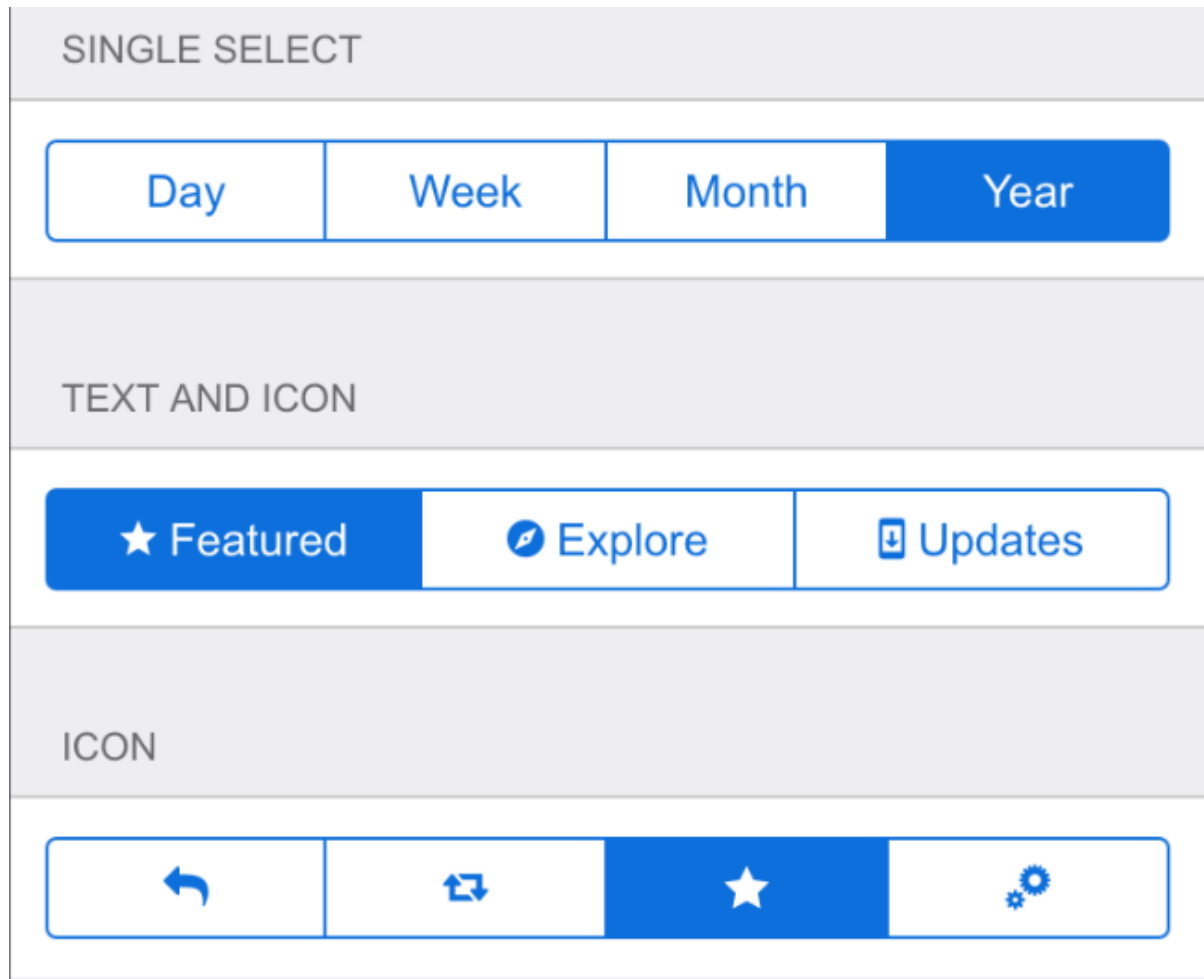 SINGLE SELECT
Day Week Month Year
TEXT AND ICON
Featured Explore Updates
ICON